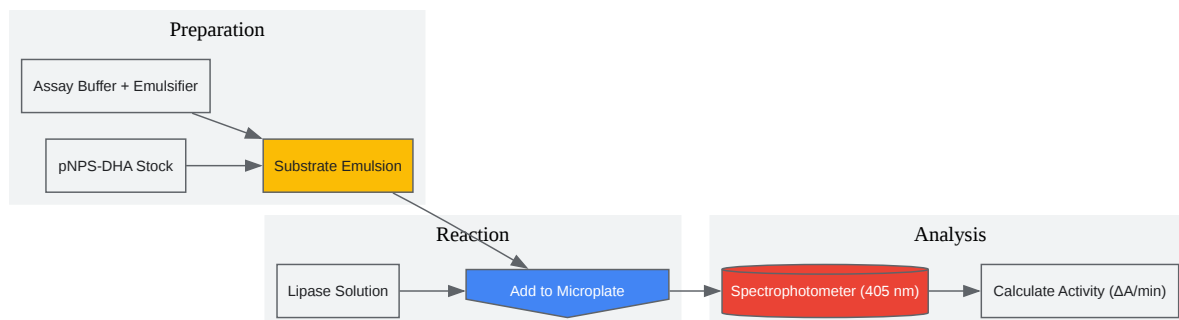 Preparation
Assay Buffer + Emulsifier
pNPS-DHA Stock
Substrate Emulsion
Reaction
Lipase Solution
Add to Microplate
Analysis
Spectrophotometer (405 nm)
Calculate Activity (ΔA/min)